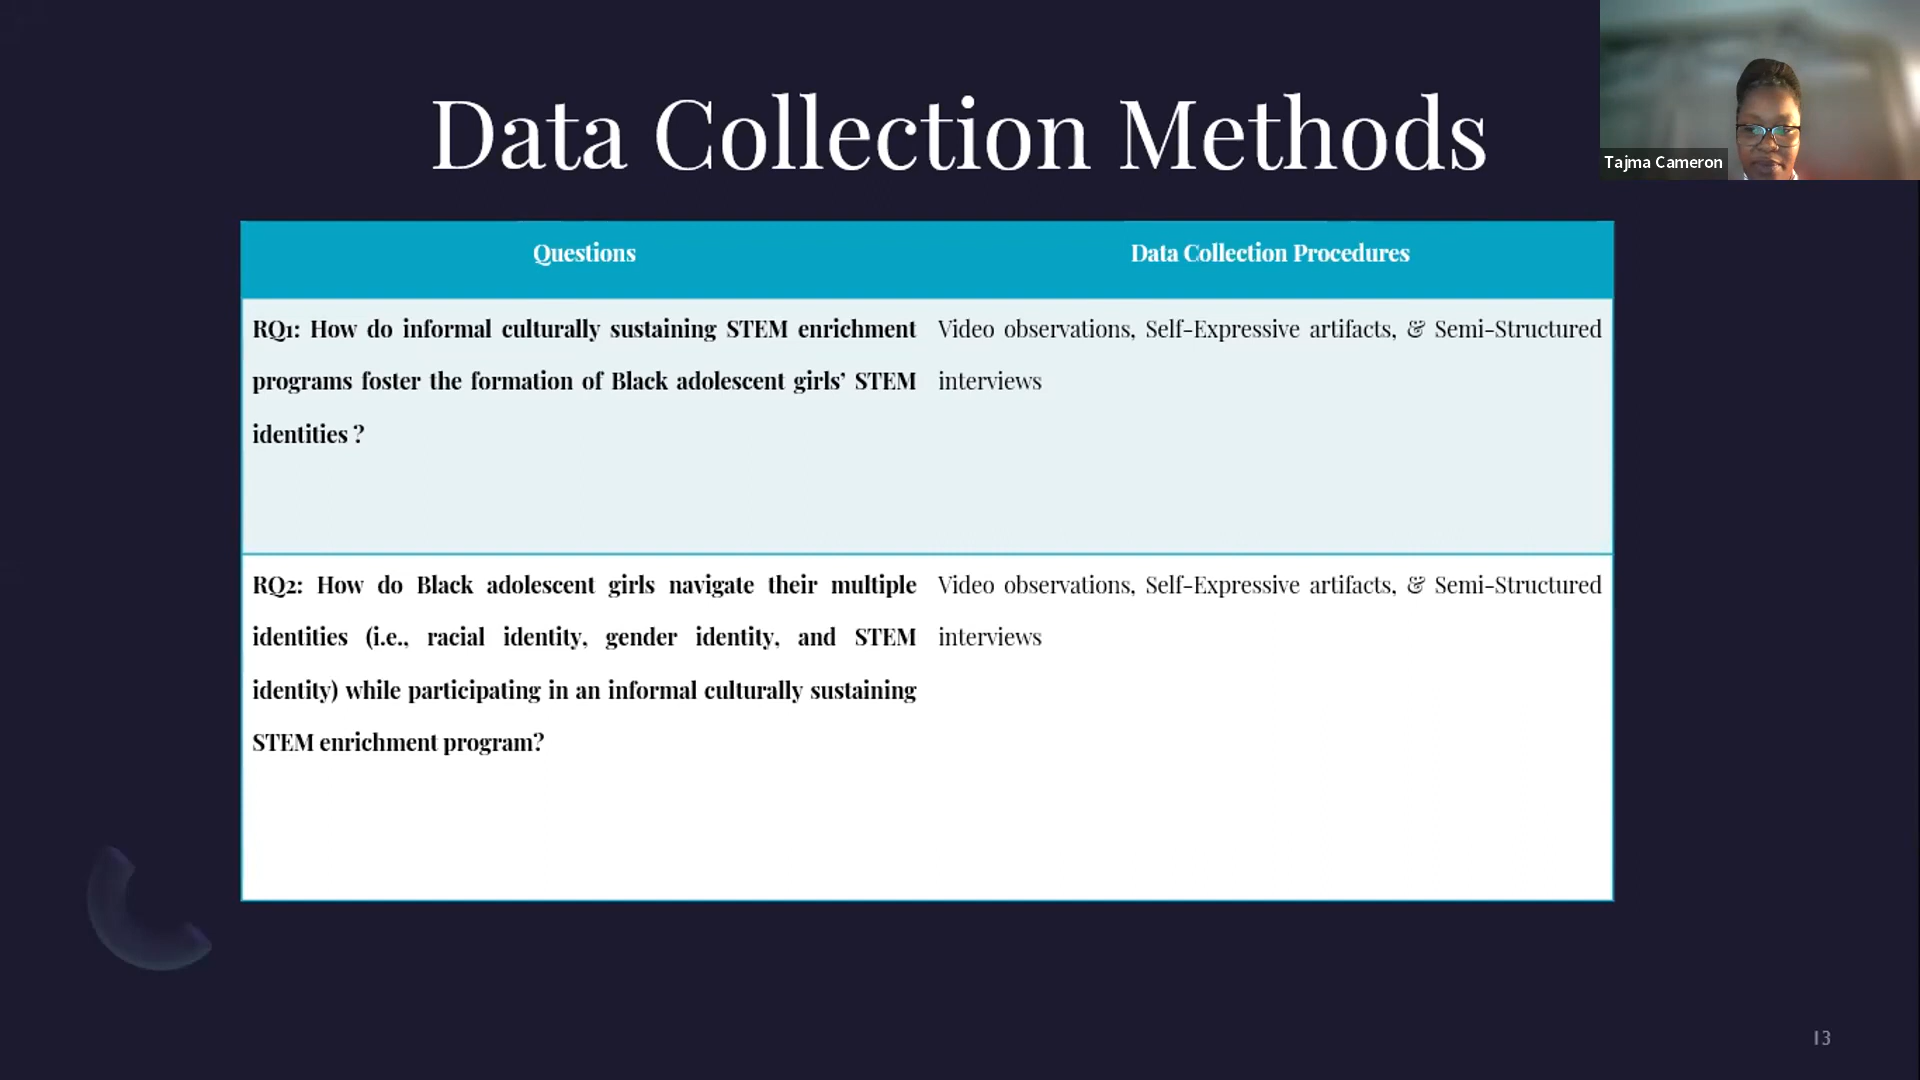 Data Collection Methods
Tajma Cameron
Questions
Data Collection Procedures
RQ1: How do informal culturally sustaining STEM enrichment
programs foster the formation of Black adolescent girls’ STEM
identities ?
Video observations, Self-Expressive artifacts, & Semi-Structured
interviews
RQ2: How do Black adolescent girls navigate their multiple
identities (i.e., racial identity, gender identity, and STEM
identity) while participating in an informal culturally sustaining
STEM enrichment program?
Video observations, Self-Expressive artifacts, & Semi-Structured
interviews
13